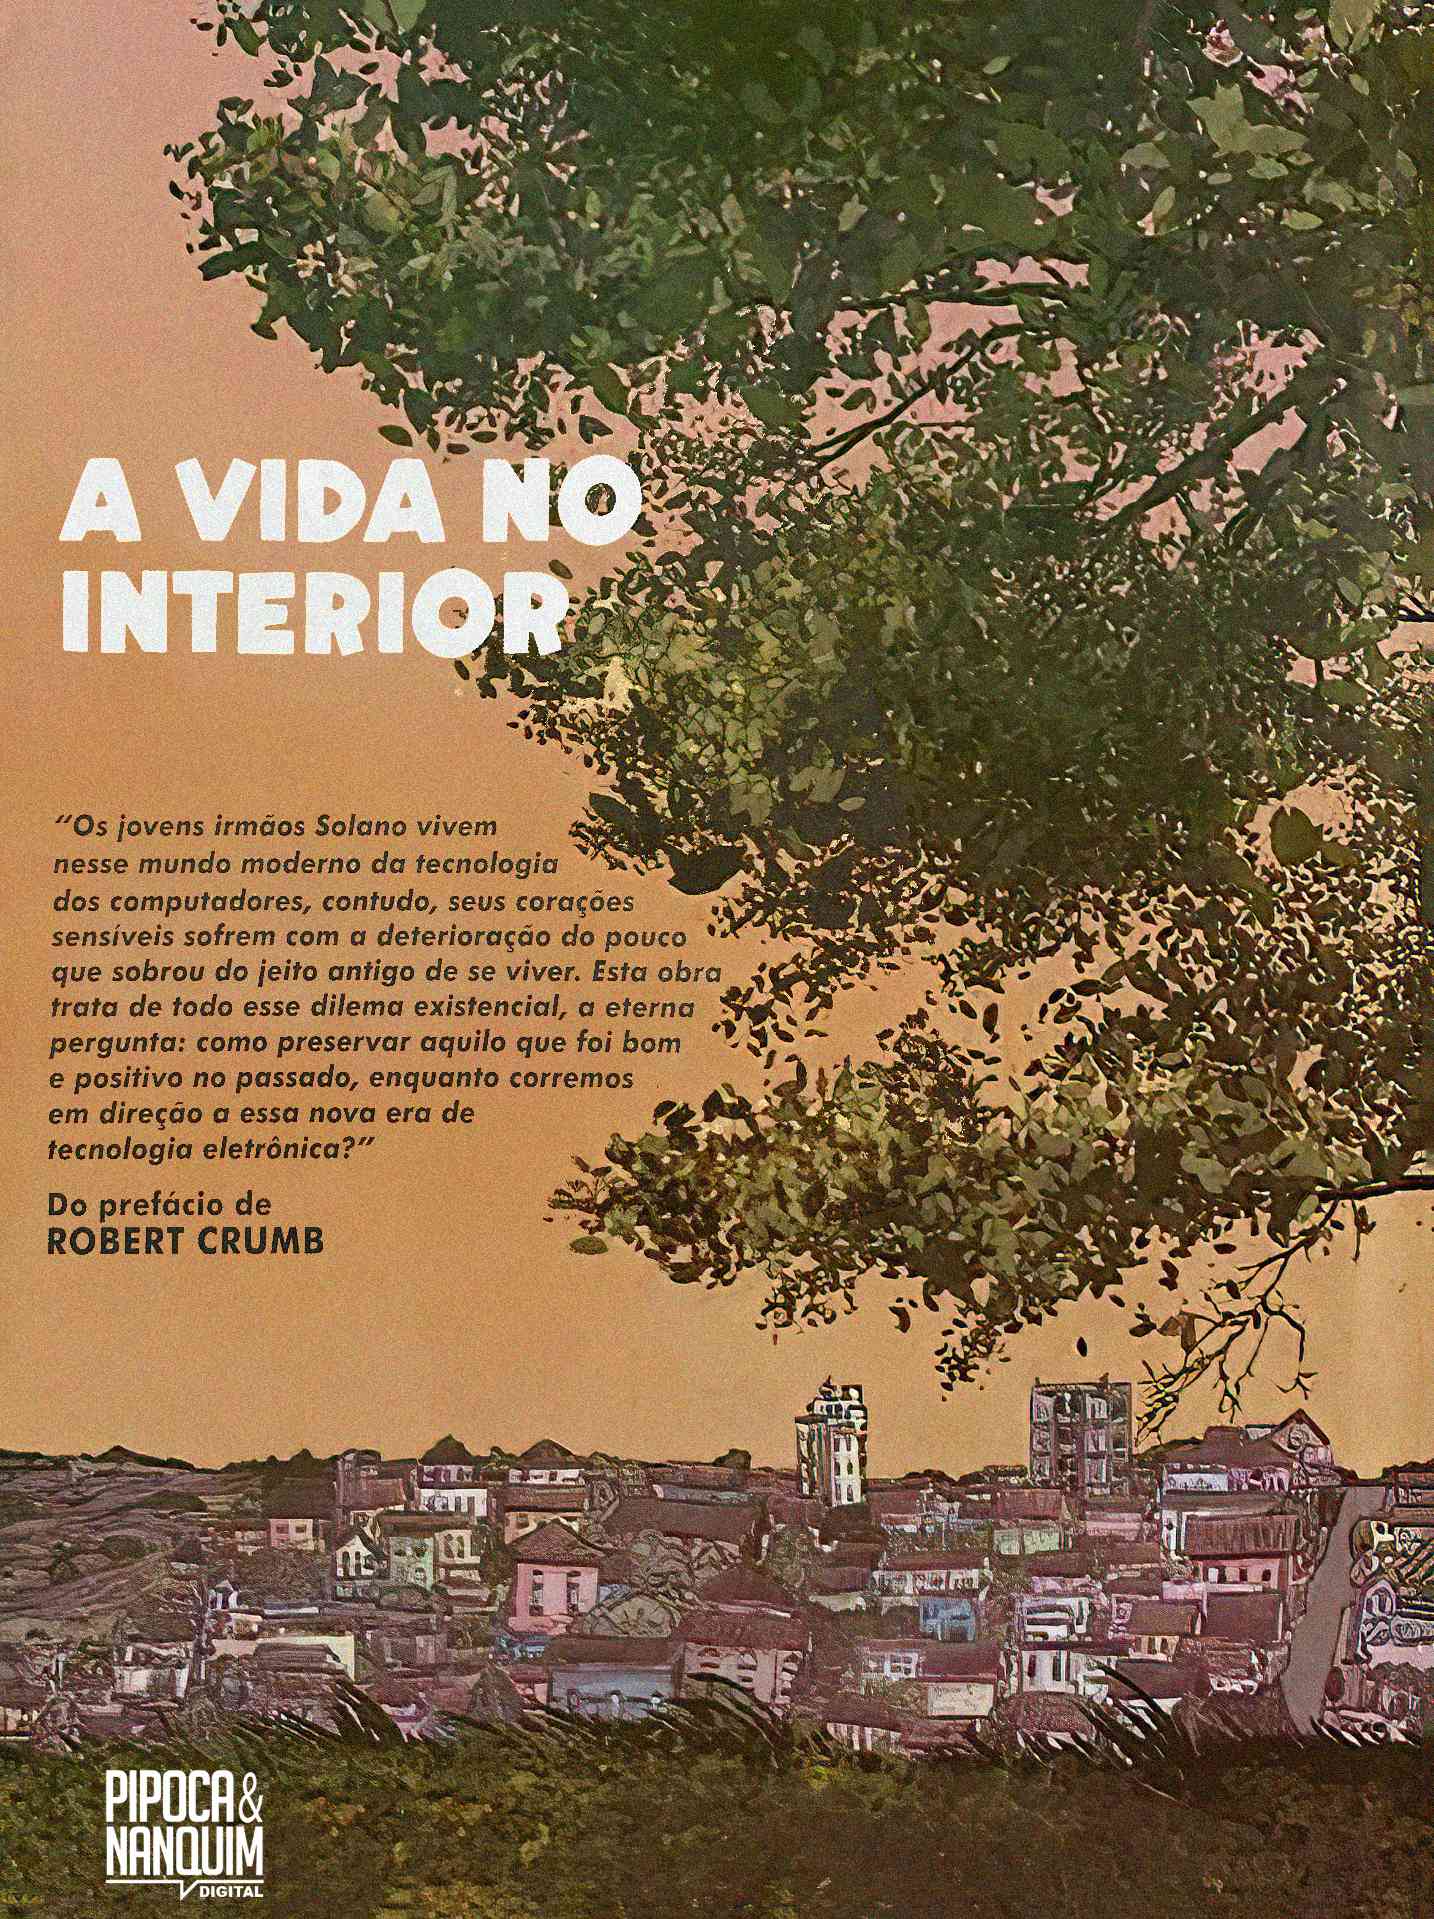 A VIDA NO
INTERIOR
“Os jovens irmãos Solano vivem
nesse mundo moderno da tecnologia
dos computadores, contudo, seus corações
sensíveis sofrem com a deterioração do pouco
que sobrou do jeito antigo de se viver. Esta obra
trata de todo esse dilema existencial, a eterna
pergunta: como preservar aquilo que foi bom
e positivo no passado, enquanto corremos
em direção a essa nova era de
tecnologia eletrônica?”
Do prefácio de
ROBERT CRUMB
PIPOCA &
NANQUIM
DIGITAL